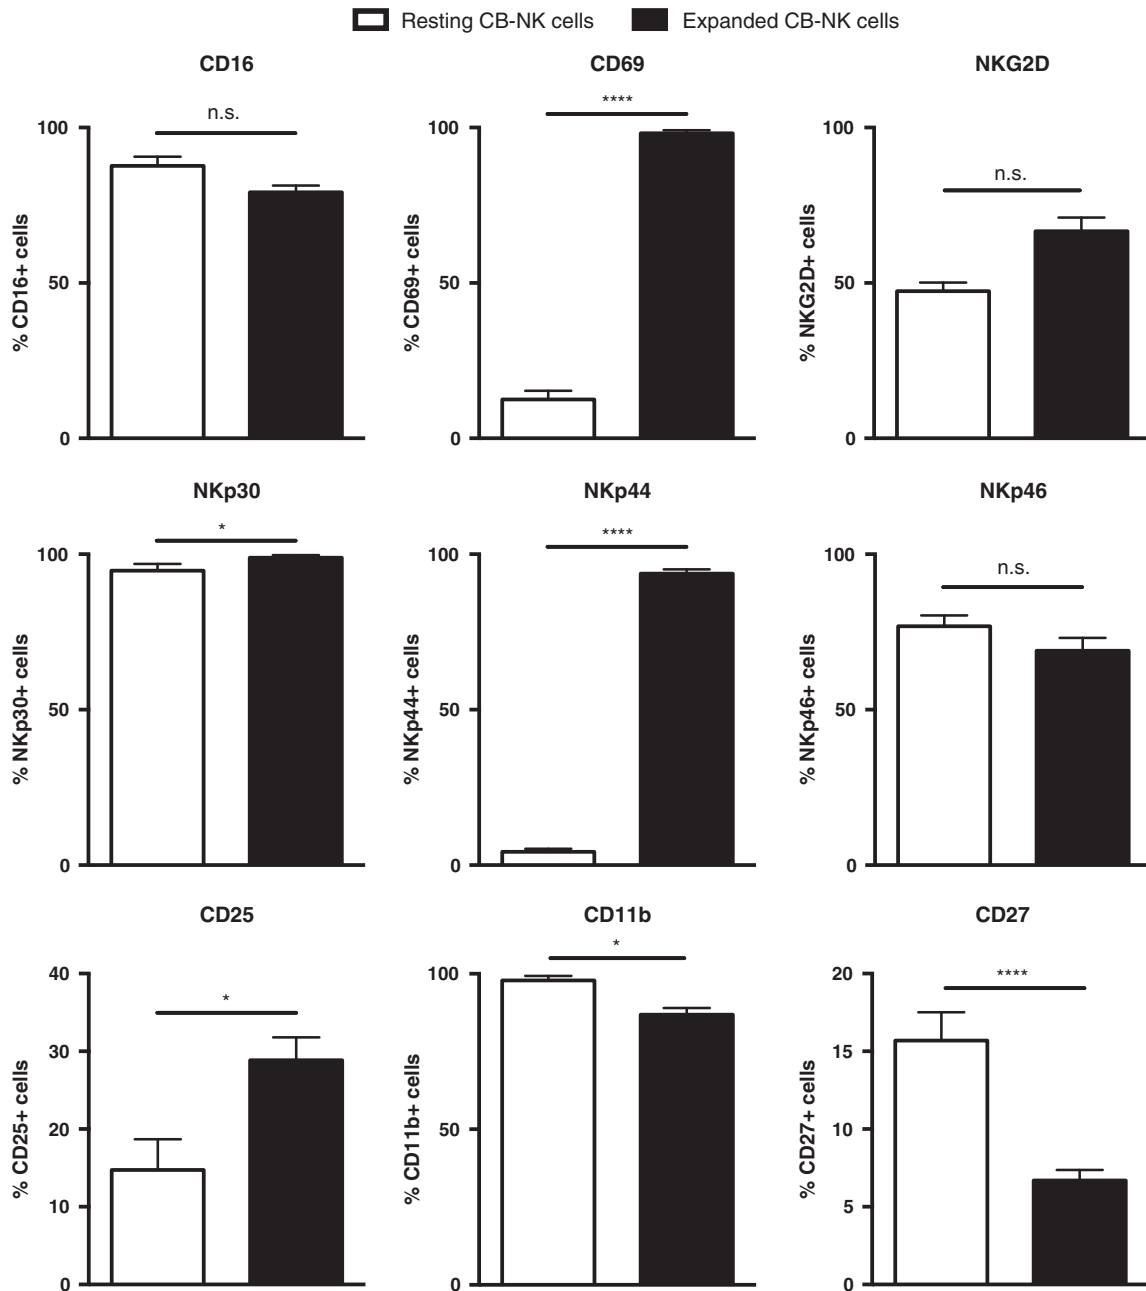 Resting CB-NK cells Expanded CB-NK cells
CD16
n.s.
% CD16+ cells
100
50
0
CD69
****
% CD69+ cells
100
50
0
NKG2D
n.s.
% NKG2D+ cells
100
50
0
NKp30
*
% NKp30+ cells
100
50
0
NKp44
****
% NKp44+ cells
100
50
0
NKp46
n.s.
% NKp46+ cells
100
50
0
CD25
*
% CD25+ cells
40
30
20
10
0
CD11b
*
% CD11b+ cells
100
50
0
CD27
****
% CD27+ cells
20
15
10
5
0